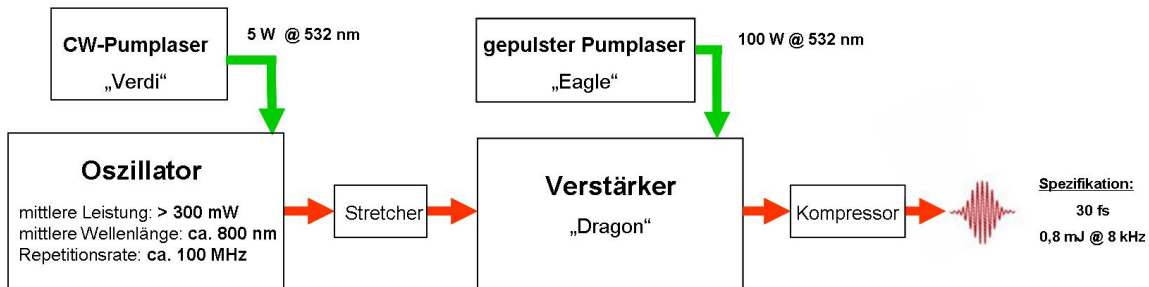 CW-Pumplaser
„Verdi“
5 W @ 532 nm
gepulster Pumplaser
„Eagle“
100 W @ 532 nm
Oszillator
mittlere Leistung: > 300 mW
mittlere Wellenlänge: ca. 800 nm
Repetitionsrate: ca. 100 MHz
Stretcher
Verstärker
„Dragon“
Kompressor
Spezifikation:
30 fs
0,8 mJ @ 8 kHz